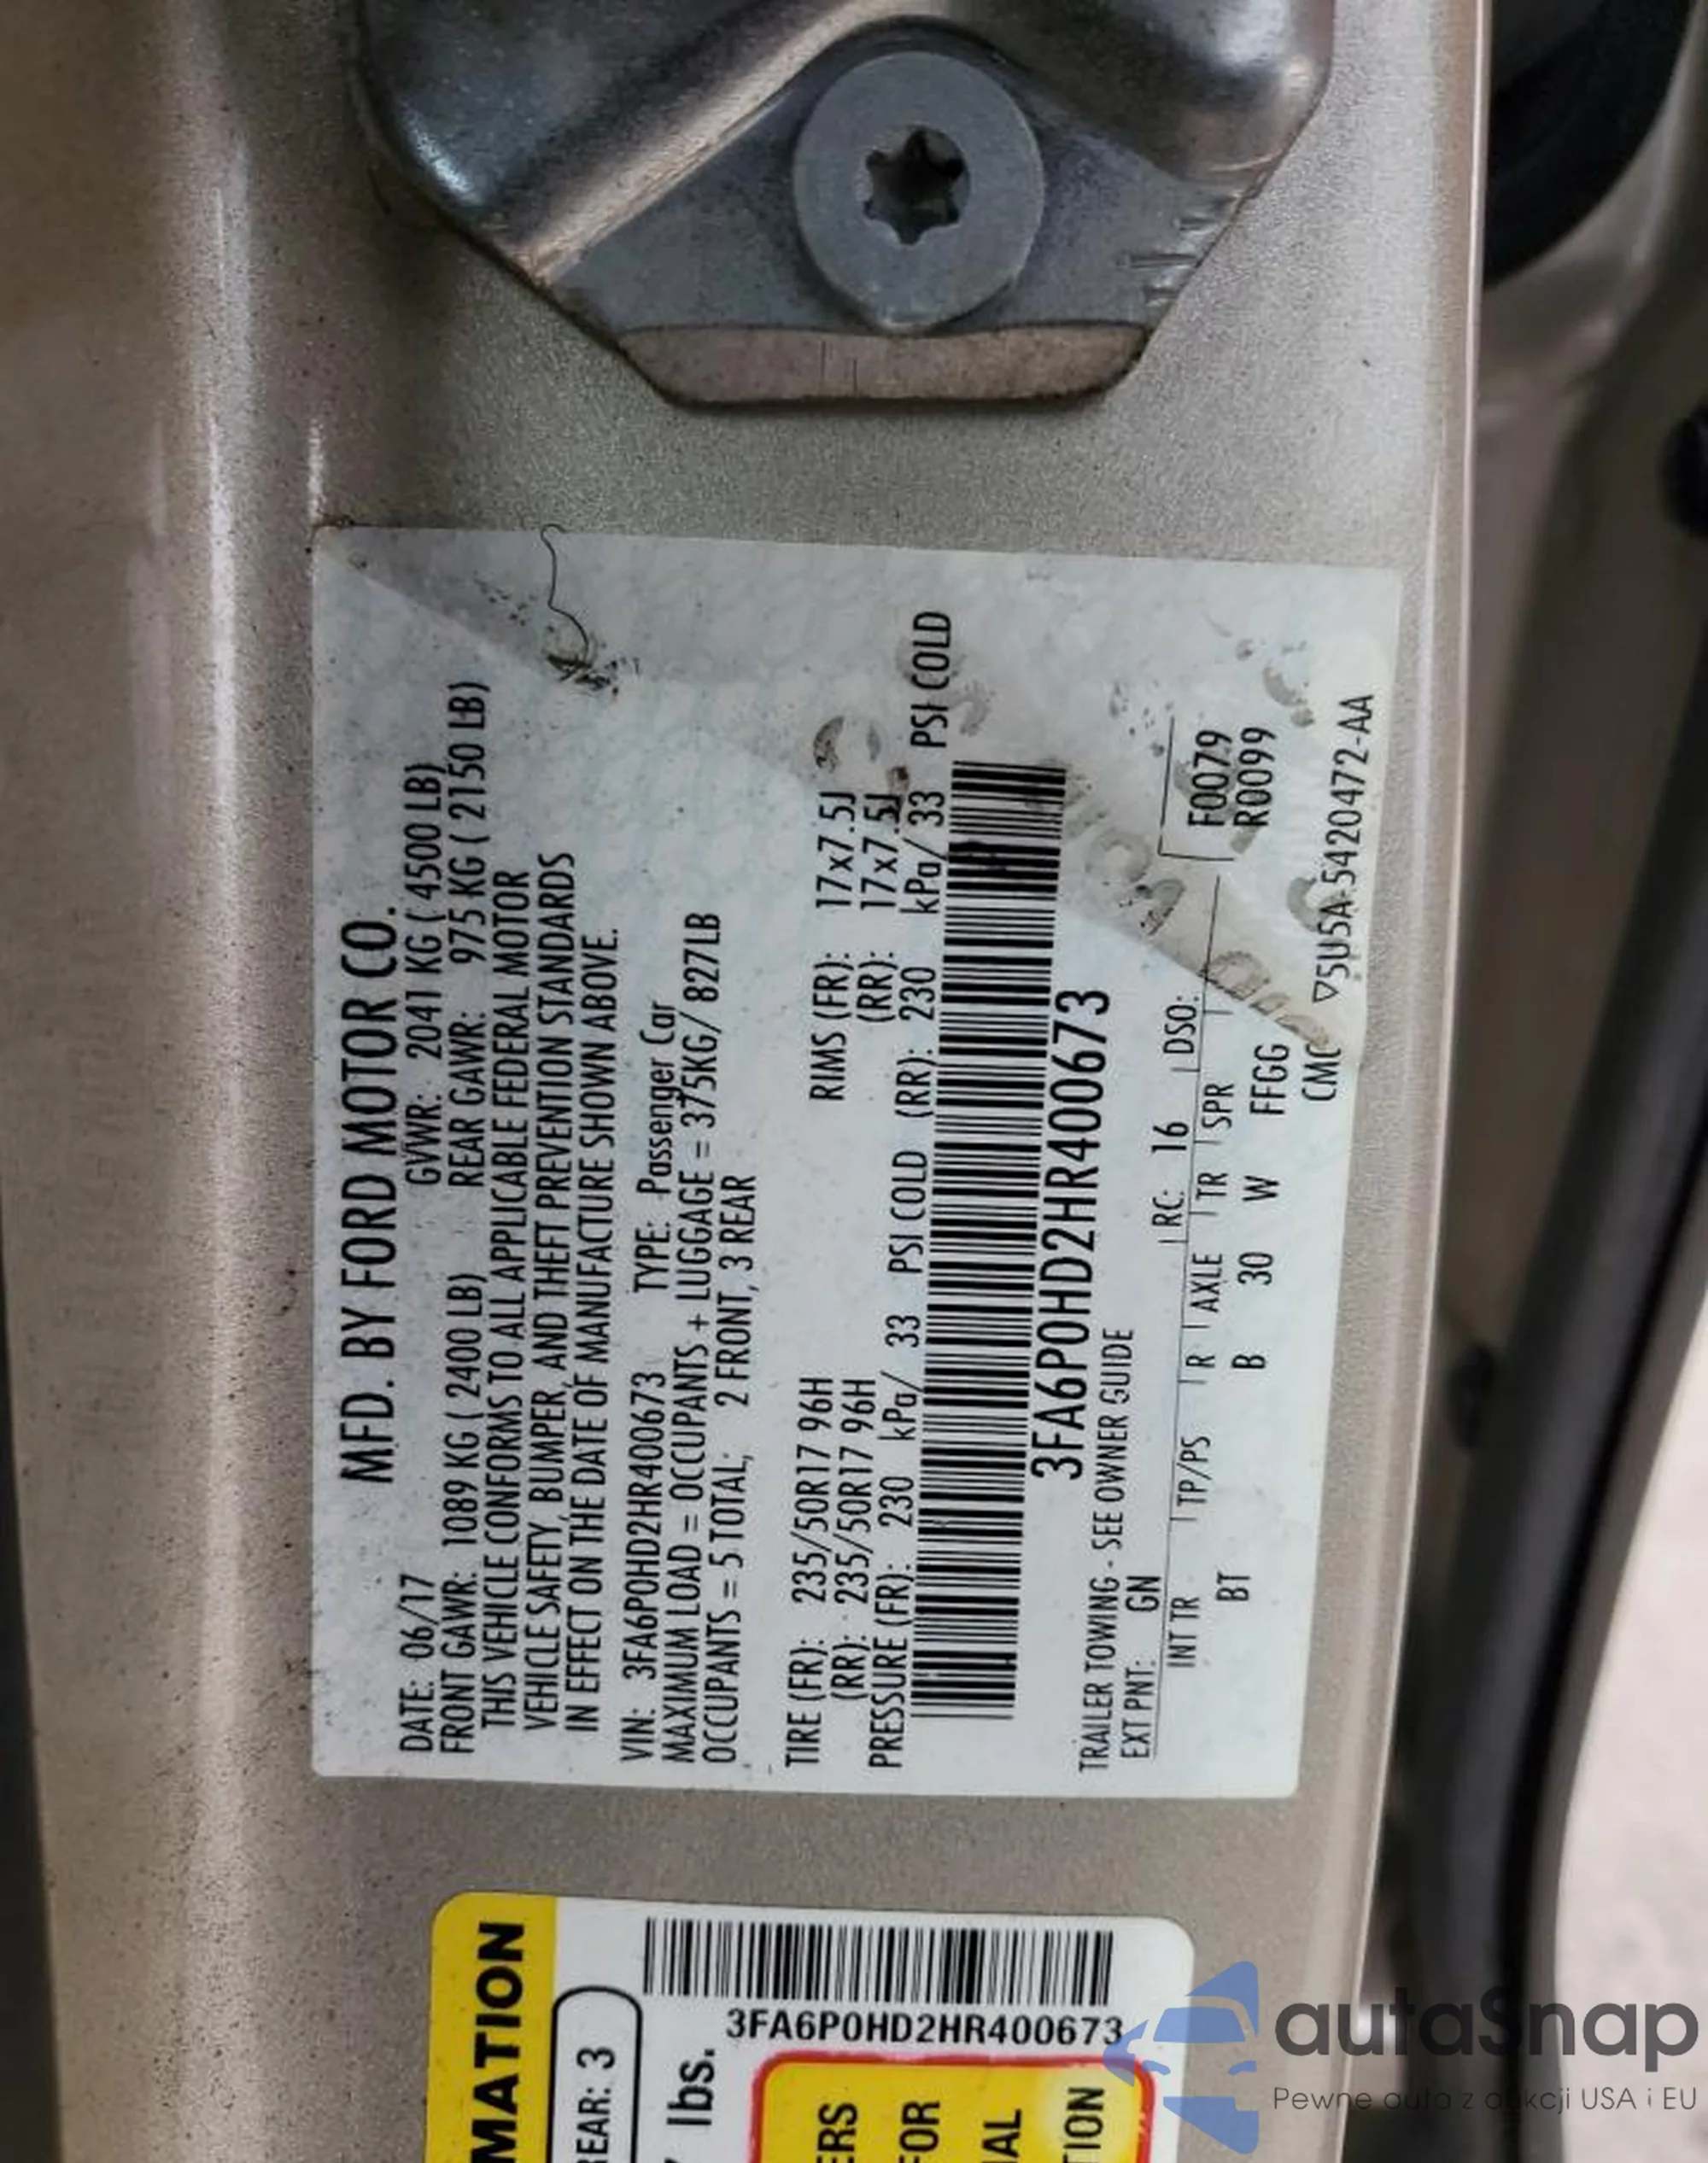 MFD. BY FORD MOTOR CO.
DATE: 06/17 GVWR: 2041 KG ( 4500 LB)
FRONT GAWR: 1089 KG ( 2400 LB) REAR GAWR: 975 KG ( 2150 LB)
THIS VEHICLE CONFORMS TO ALL APPLICABLE FEDERAL MOTOR
VEHICLE SAFETY, BUMPER, AND THEFT PREVENTION STANDARDS
IN EFFECT ON THE DATE OF MANUFACTURE SHOWN ABOVE.
VIN: 3FA6P0HD2HR400673 TYPE: Passenger Car
MAXIMUM LOAD = OCCUPANTS + LUGGAGE = 375KG/ 827LB
OCCUPANTS = 5 TOTAL; 2 FRONT, 3 REAR
TIRE (FR): 235/50R17 96H RIMS (FR): 17x7.5J
(RR): 235/50R17 96H (RR): 17x7.5J
PRESSURE (FR): 230 kPa/ 33 PSI COLD (RR): 230 kPa/ 33 PSI COLD
3FA6P0HD2HR400673
TRAILER TOWING - SEE OWNER GUIDE
EXT PNT: GN RC: 16 DSO:
INT TR TP/PS R AXLE TR SPR F0079
BT B 30 W FFGG R0099
CMC ▽5U5A-5420472-AA
MATION
REAR: 3
3FA6P0HD2HR400673
lbs.
ERS
FOR
IAL
TION
autaSnap
Pewne auta z aukcji USA i EU